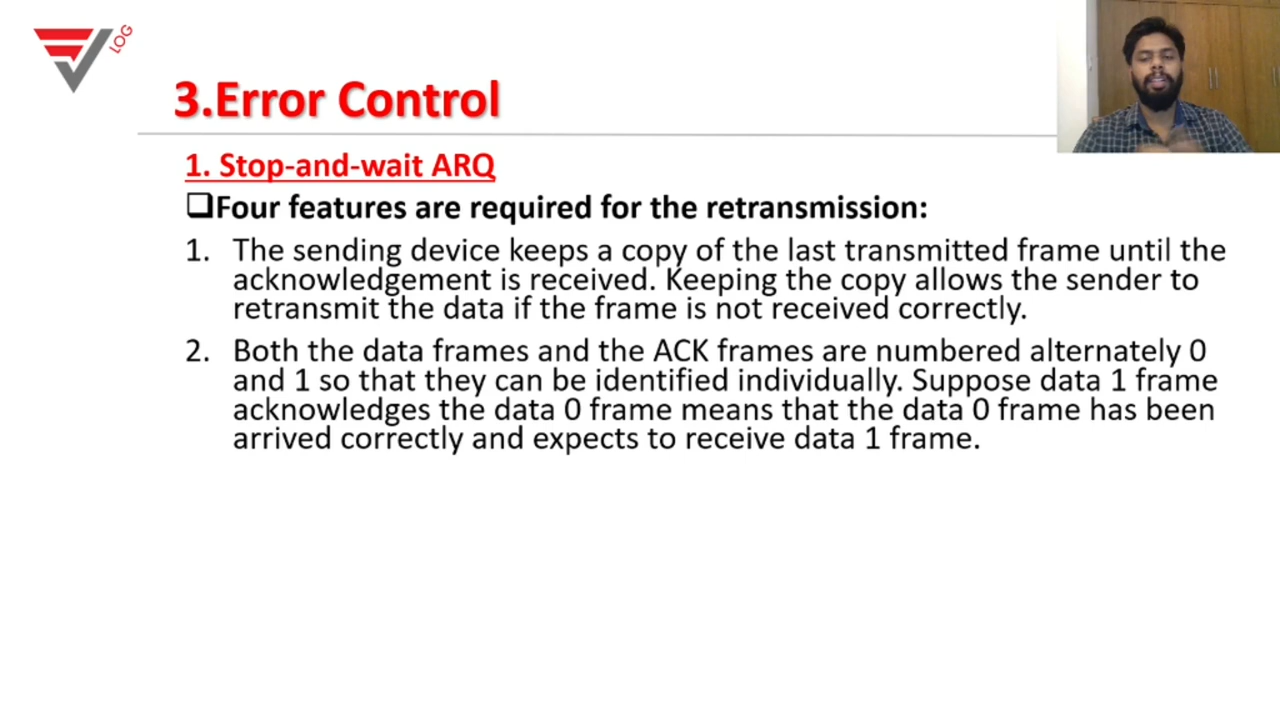 LOG
3.Error Control
1. Stop-and-wait ARQ
❑Four features are required for the retransmission:
1. The sending device keeps a copy of the last transmitted frame until the
acknowledgement is received. Keeping the copy allows the sender to
retransmit the data if the frame is not received correctly.
2. Both the data frames and the ACK frames are numbered alternately 0
and 1 so that they can be identified individually. Suppose data 1 frame
acknowledges the data 0 frame means that the data 0 frame has been
arrived correctly and expects to receive data 1 frame.